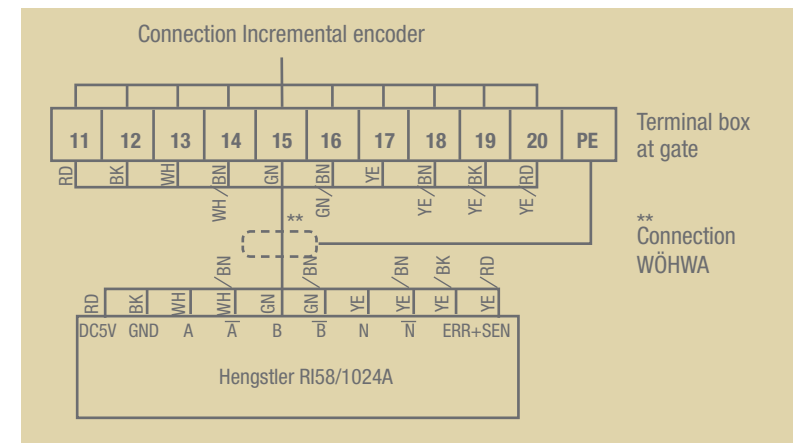 Connection Incremental encoder
11 12 13 14 15 16 17 18 19 20 PE
Terminal box
at gate
RD BK WH WH/BN GN GN/BN YE YE/BN YE/BK YE/RD
**
**
Connection
WÖHWA
RD BK WH WH/BN GN GN/BN YE YE/BN YE/BK YE/RD
DC5V GND A A̅ B B̅ N N̅ ERR+SEN
Hengstler RI58/1024A